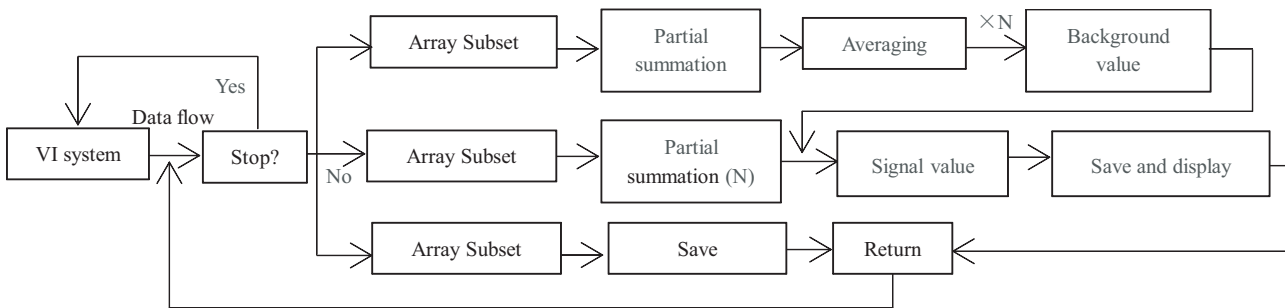 Array Subset
Partial
summation
Averaging
×N
Background
value
Yes
Data flow
VI system
Stop?
No
Array Subset
Partial
summation (N)
Signal value
Save and display
Array Subset
Save
Return